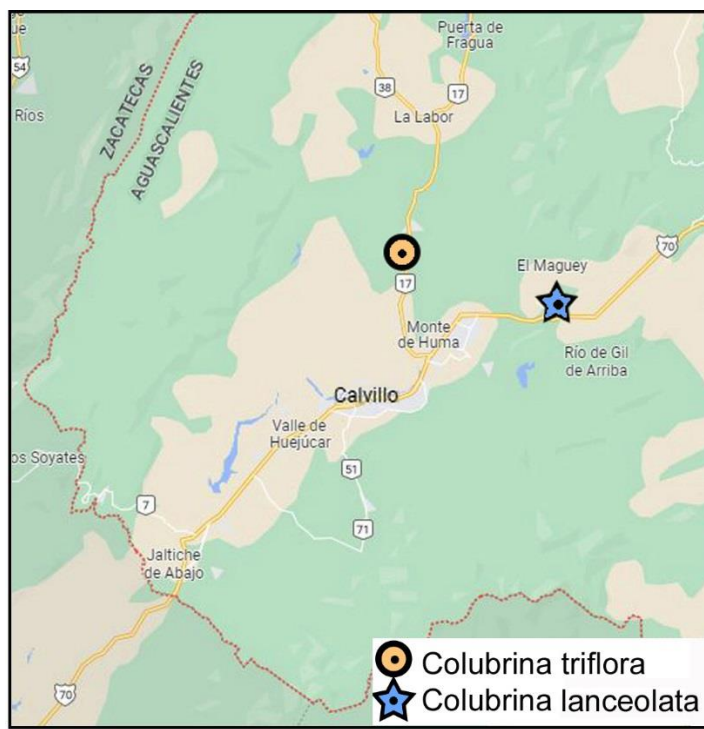 ue
54
Ríos
ZACATECAS
AGUASCALIENTES
Puerta de
Fragua
38
17
La Labor
17
El Maguey
70
Monte
de Huma
Río de Gil
de Arriba
Calvillo
Valle de
Huejúcar
os Soyates
51
7
71
Jaltiche
de Abajo
70
Colubrina triflora
Colubrina lanceolata